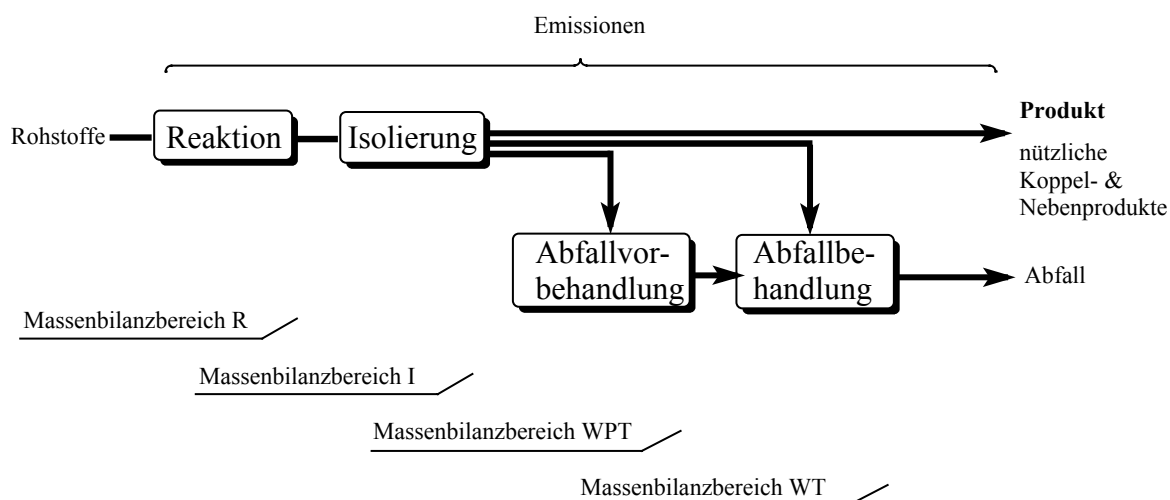 Emissionen
Rohstoffe
Reaktion
Isolierung
Produkt
nützliche
Koppel- &
Nebenprodukte
Abfallvor-
behandlung
Abfallbe-
handlung
Abfall
Massenbilanzbereich R
Massenbilanzbereich I
Massenbilanzbereich WPT
Massenbilanzbereich WT